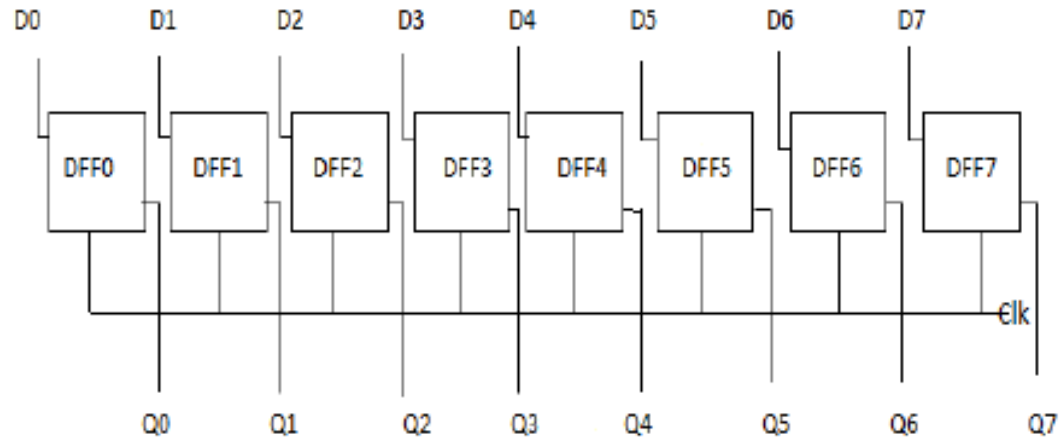 D0 D1 D2 D3 D4 D5 D6 D7
DFF0 DFF1 DFF2 DFF3 DFF4 DFF5 DFF6 DFF7
Clk
Q0 Q1 Q2 Q3 Q4 Q5 Q6 Q7